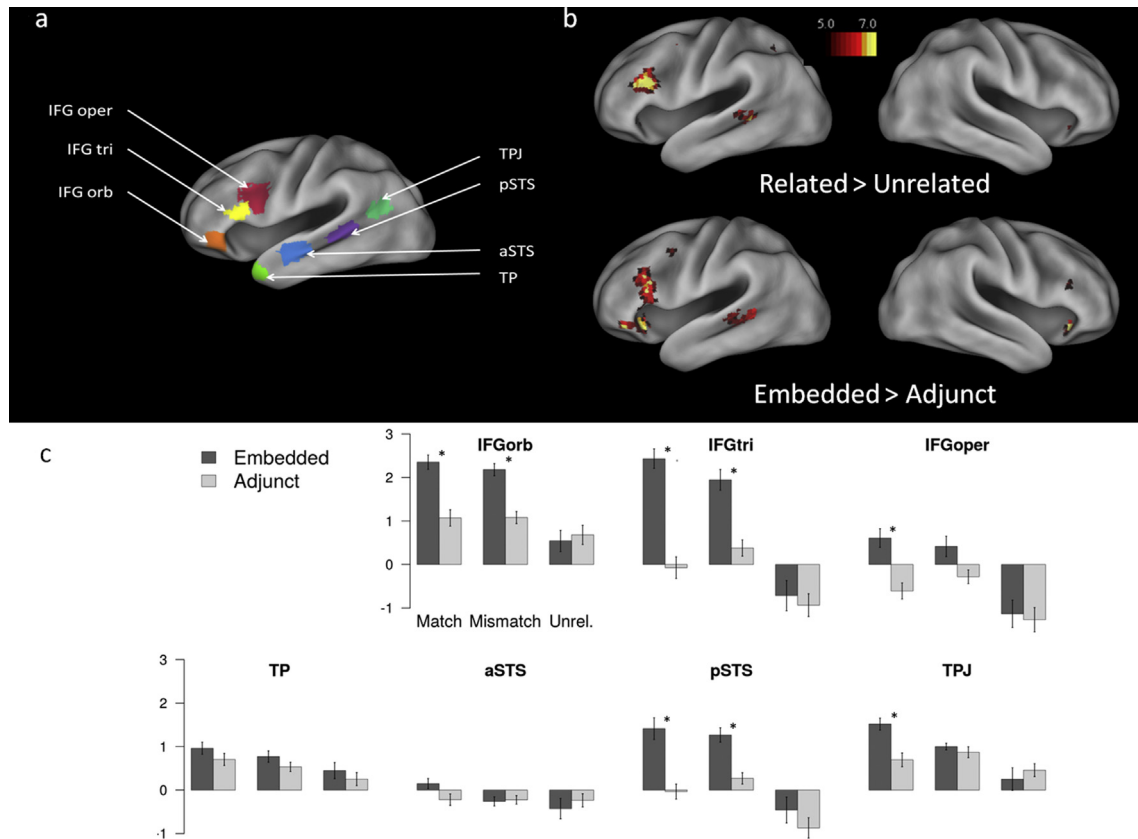 a
IFG oper
IFG tri
IFG orb
TPJ
pSTS
aSTS
TP
b
5.0 7.0
Related > Unrelated
Embedded > Adjunct
c
Embedded
Adjunct
IFGorb
IFGtri
IFGoper
3
2
1
0
-1
* * * * *
Match Mismatch Unrel.
TP
aSTS
pSTS
TPJ
3
2
1
0
-1
* * *